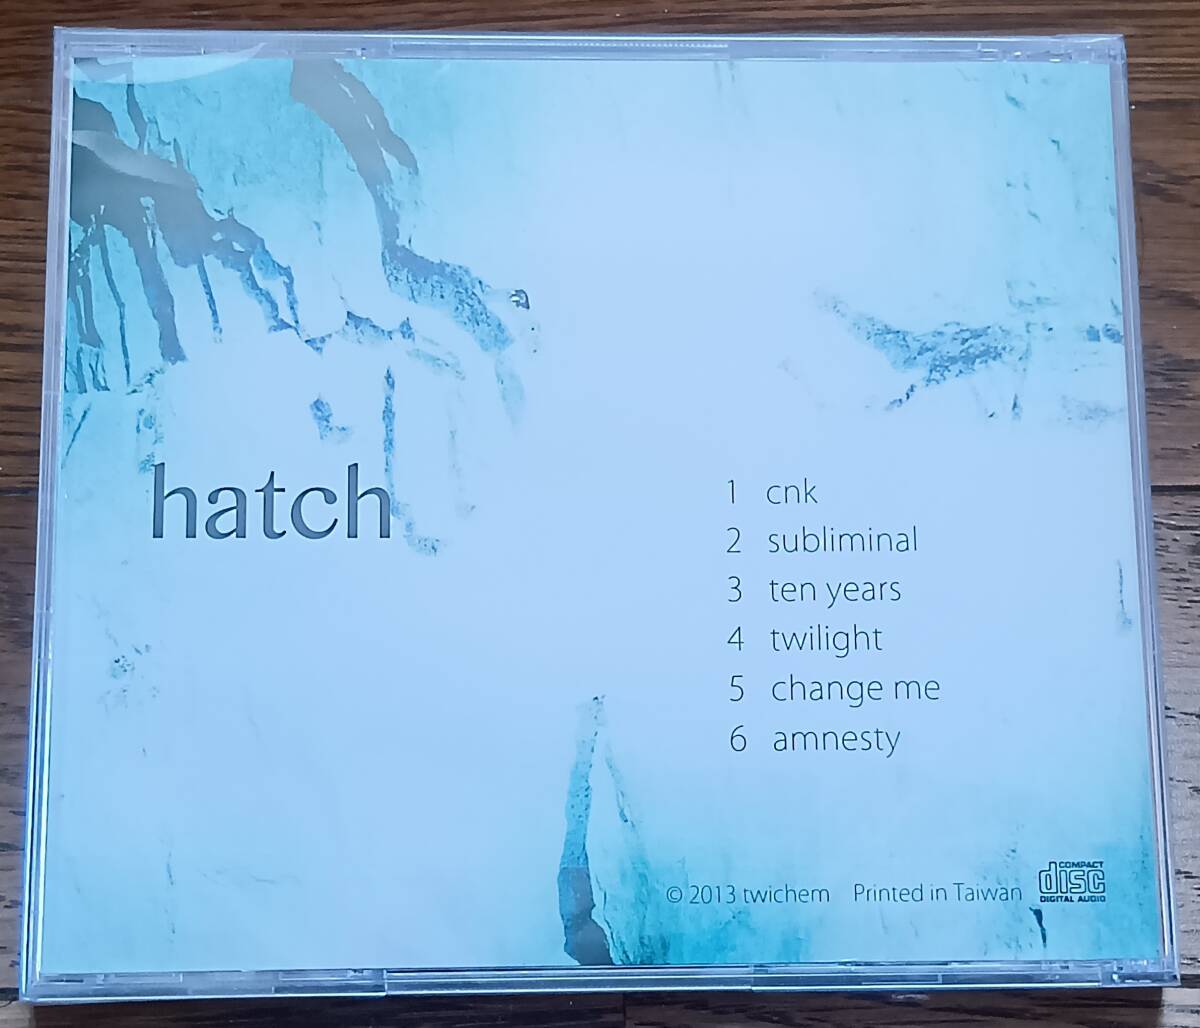 hatch
1 cnk
2 subliminal
3 ten years
4 twilight
5 change me
6 amnesty
© 2013 twichem Printed in Taiwan
COMPACT
disc
DIGITAL AUDIO